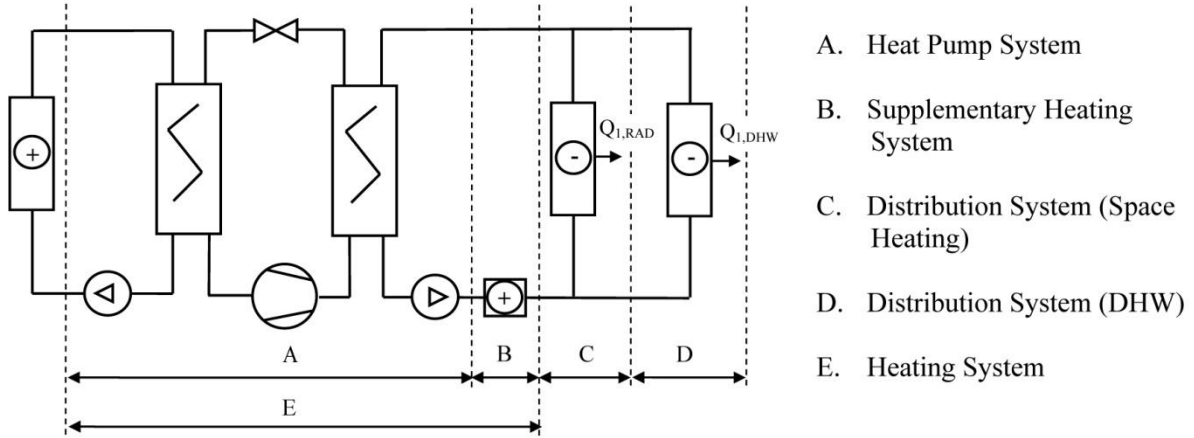 +
Q1,RAD
-
Q1,DHW
-
+
A
B
C
D
E
A. Heat Pump System
B. Supplementary Heating
System
C. Distribution System (Space
Heating)
D. Distribution System (DHW)
E. Heating System